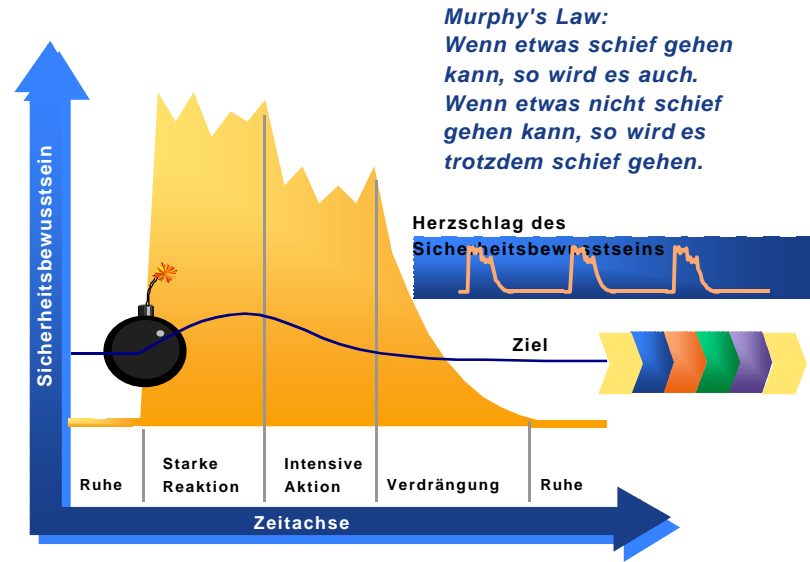 Murphy's Law:
Wenn etwas schief gehen
kann, so wird es auch.
Wenn etwas nicht schief
gehen kann, so wird es
trotzdem schief gehen.
Sicherheitsbewusstsein
Herzschlag des
Sicherheitsbewusstseins
Ziel
Ruhe
Starke
Reaktion
Intensive
Aktion
Verdrängung
Ruhe
Zeitachse